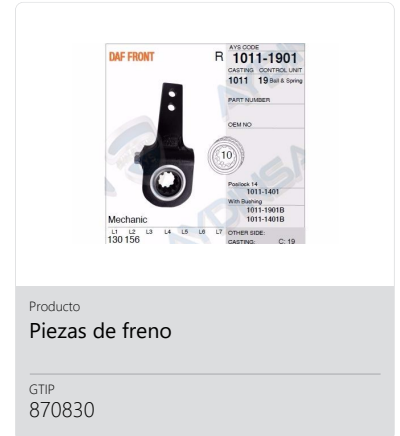 DAF FRONT
R
AYS CODE
1011-1901
CASTING CONTROL UNIT
1011 19 Ball & Spring
PART NUMBER
OEM NO
10
Poslock 14
1011-1401
With Bushing
1011-1901B
1011-1401B
Mechanic
L1 L2 L3 L4 L5 L6 L7
130 156
OTHER SIDE:
CASTING: C: 19
AYDINSA
Producto
Piezas de freno
GTIP
870830